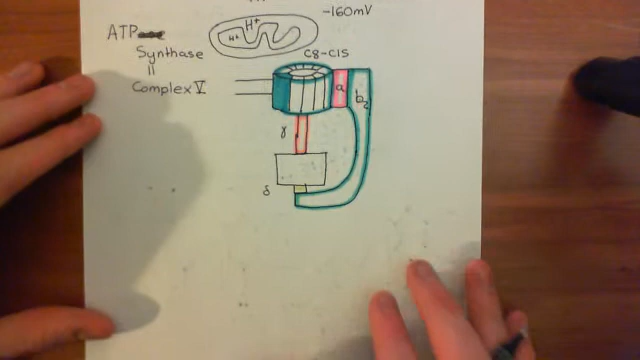 -160mV
ATP
H+
H+
Synthase
C8-C15
=
Complex V
a
b2
γ
δ